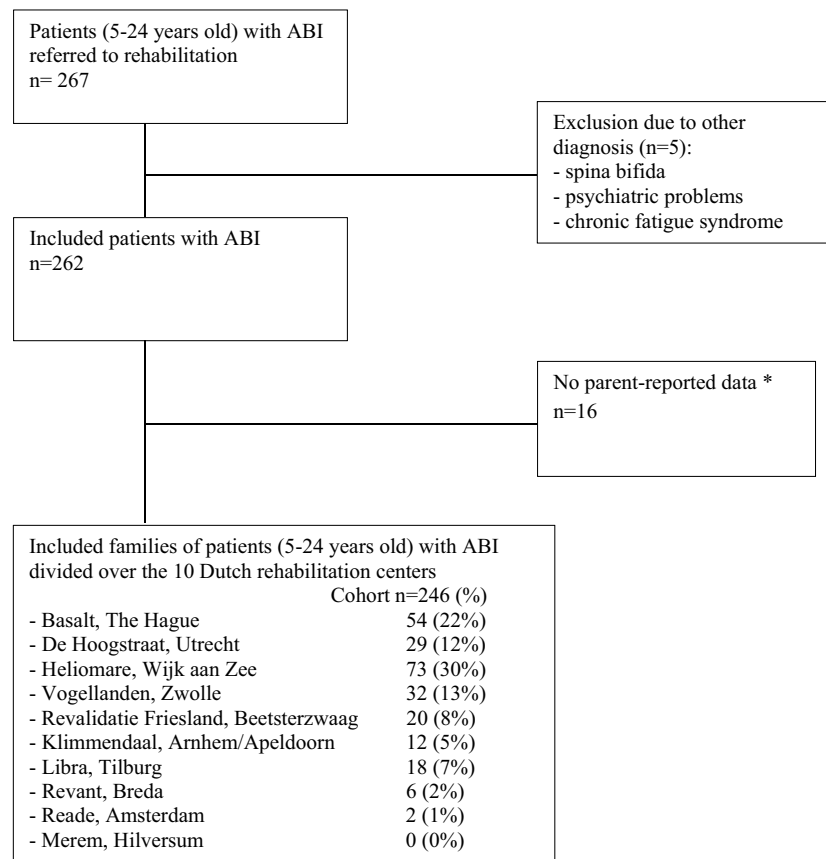 Patients (5-24 years old) with ABI
referred to rehabilitation
n= 267
Exclusion due to other
diagnosis (n=5):
- spina bifida
- psychiatric problems
- chronic fatigue syndrome
Included patients with ABI
n=262
No parent-reported data *
n=16
Included families of patients (5-24 years old) with ABI
divided over the 10 Dutch rehabilitation centers
Cohort n=246 (%)
- Basalt, The Hague 54 (22%)
- De Hoogstraat, Utrecht 29 (12%)
- Heliomare, Wijk aan Zee 73 (30%)
- Vogellanden, Zwolle 32 (13%)
- Revalidatie Friesland, Beetsterzwaag 20 (8%)
- Klimmendaal, Arnhem/Apeldoorn 12 (5%)
- Libra, Tilburg 18 (7%)
- Revant, Breda 6 (2%)
- Reade, Amsterdam 2 (1%)
- Merem, Hilversum 0 (0%)